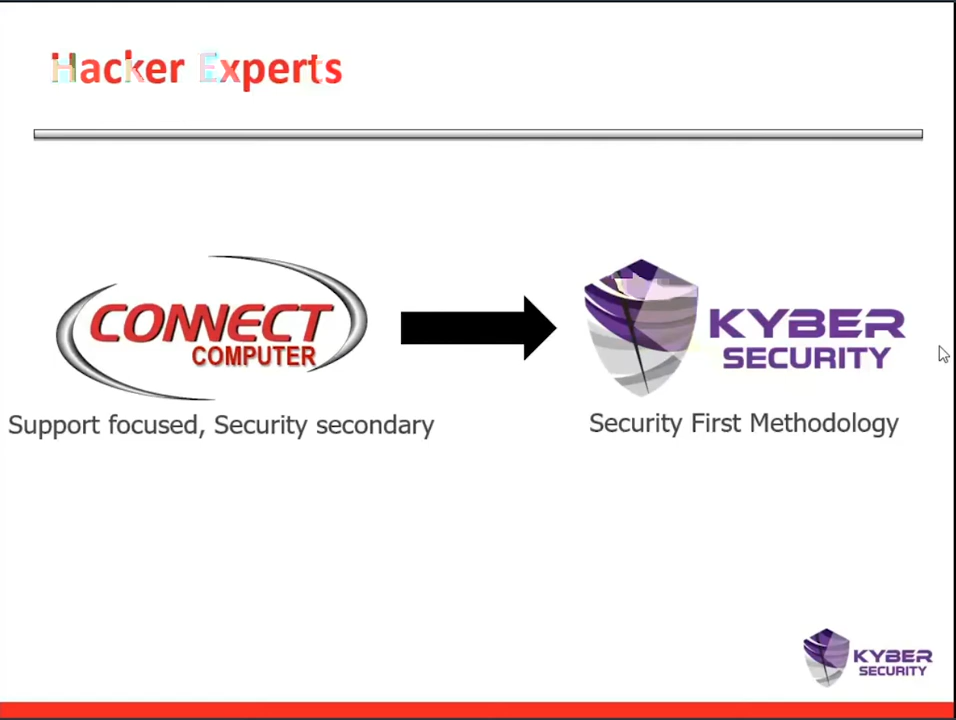 Hacker Experts
CONNECT
COMPUTER
KYBER
SECURITY
Support focused, Security secondary
Security First Methodology
KYBER
SECURITY